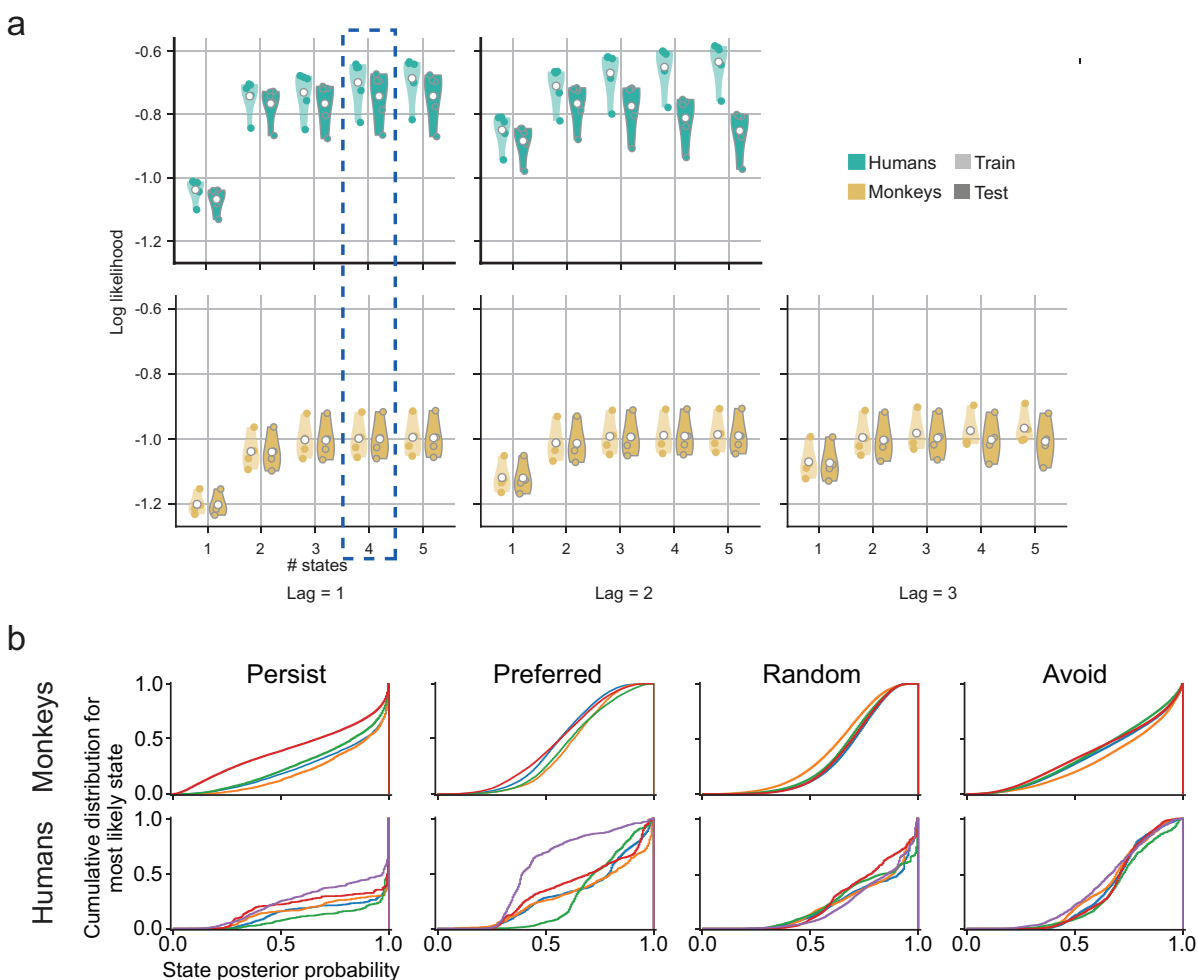 a
-0.6
-0.8
-1.0
-1.2
Log likelihood
Humans
Train
Monkeys
Test
-0.6
-0.8
-1.0
-1.2
1 2 3 4 5
1 2 3 4 5
1 2 3 4 5
# states
Lag = 1
Lag = 2
Lag = 3
b
Persist
Preferred
Random
Avoid
Monkeys
Humans
Cumulative distribution for
most likely state
1.0
0.5
0.0
1.0
0.5
0.0
0.0 0.5 1.0
0.0 0.5 1.0
0.0 0.5 1.0
0.0 0.5 1.0
State posterior probability